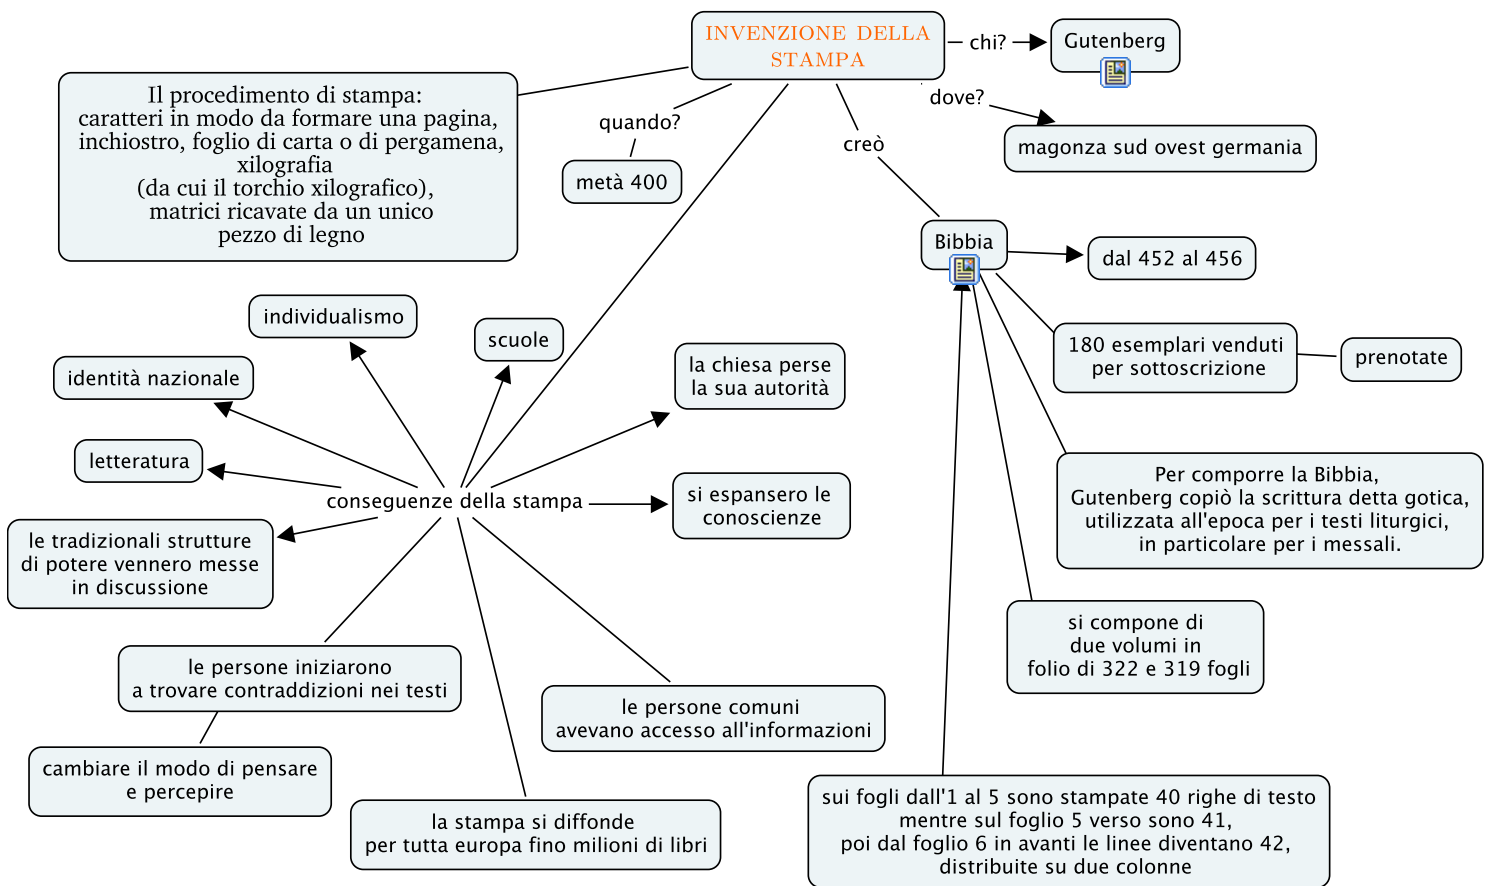 INVENZIONE DELLA
STAMPA
chi?
Gutenberg
dove?
magonza sud ovest germania
quando?
metà 400
creò
Il procedimento di stampa:
caratteri in modo da formare una pagina,
inchiostro, foglio di carta o di pergamena,
xilografia
(da cui il torchio xilografico),
matrici ricavate da un unico
pezzo di legno
Bibbia
dal 452 al 456
180 esemplari venduti
per sottoscrizione
prenotate
Per comporre la Bibbia,
Gutenberg copiò la scrittura detta gotica,
utilizzata all'epoca per i testi liturgici,
in particolare per i messali.
si compone di
due volumi in
folio di 322 e 319 fogli
sui fogli dall'1 al 5 sono stampate 40 righe di testo
mentre sul foglio 5 verso sono 41,
poi dal foglio 6 in avanti le linee diventano 42,
distribuite su due colonne
individualismo
scuole
identità nazionale
la chiesa perse
la sua autorità
letteratura
conseguenze della stampa
si espansero le
conoscienze
le tradizionali strutture
di potere vennero messe
in discussione
le persone iniziarono
a trovare contraddizioni nei testi
cambiare il modo di pensare
e percepire
le persone comuni
avevano accesso all'informazioni
la stampa si diffonde
per tutta europa fino milioni di libri